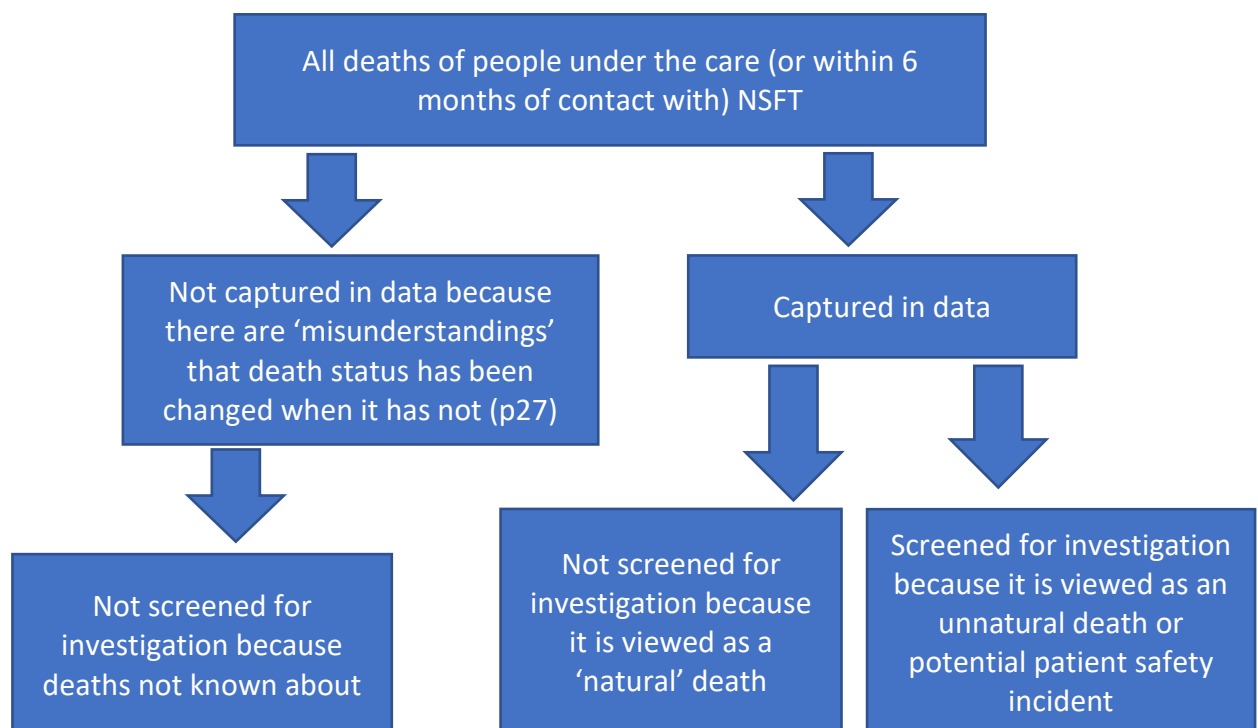 All deaths of people under the care (or within 6
months of contact with) NSFT
Not captured in data because
there are ‘misunderstandings’
that death status has been
changed when it has not (p27)
Captured in data
Not screened for
investigation because
deaths not known about
Not screened for
investigation because
it is viewed as a
‘natural’ death
Screened for investigation
because it is viewed as an
unnatural death or
potential patient safety
incident